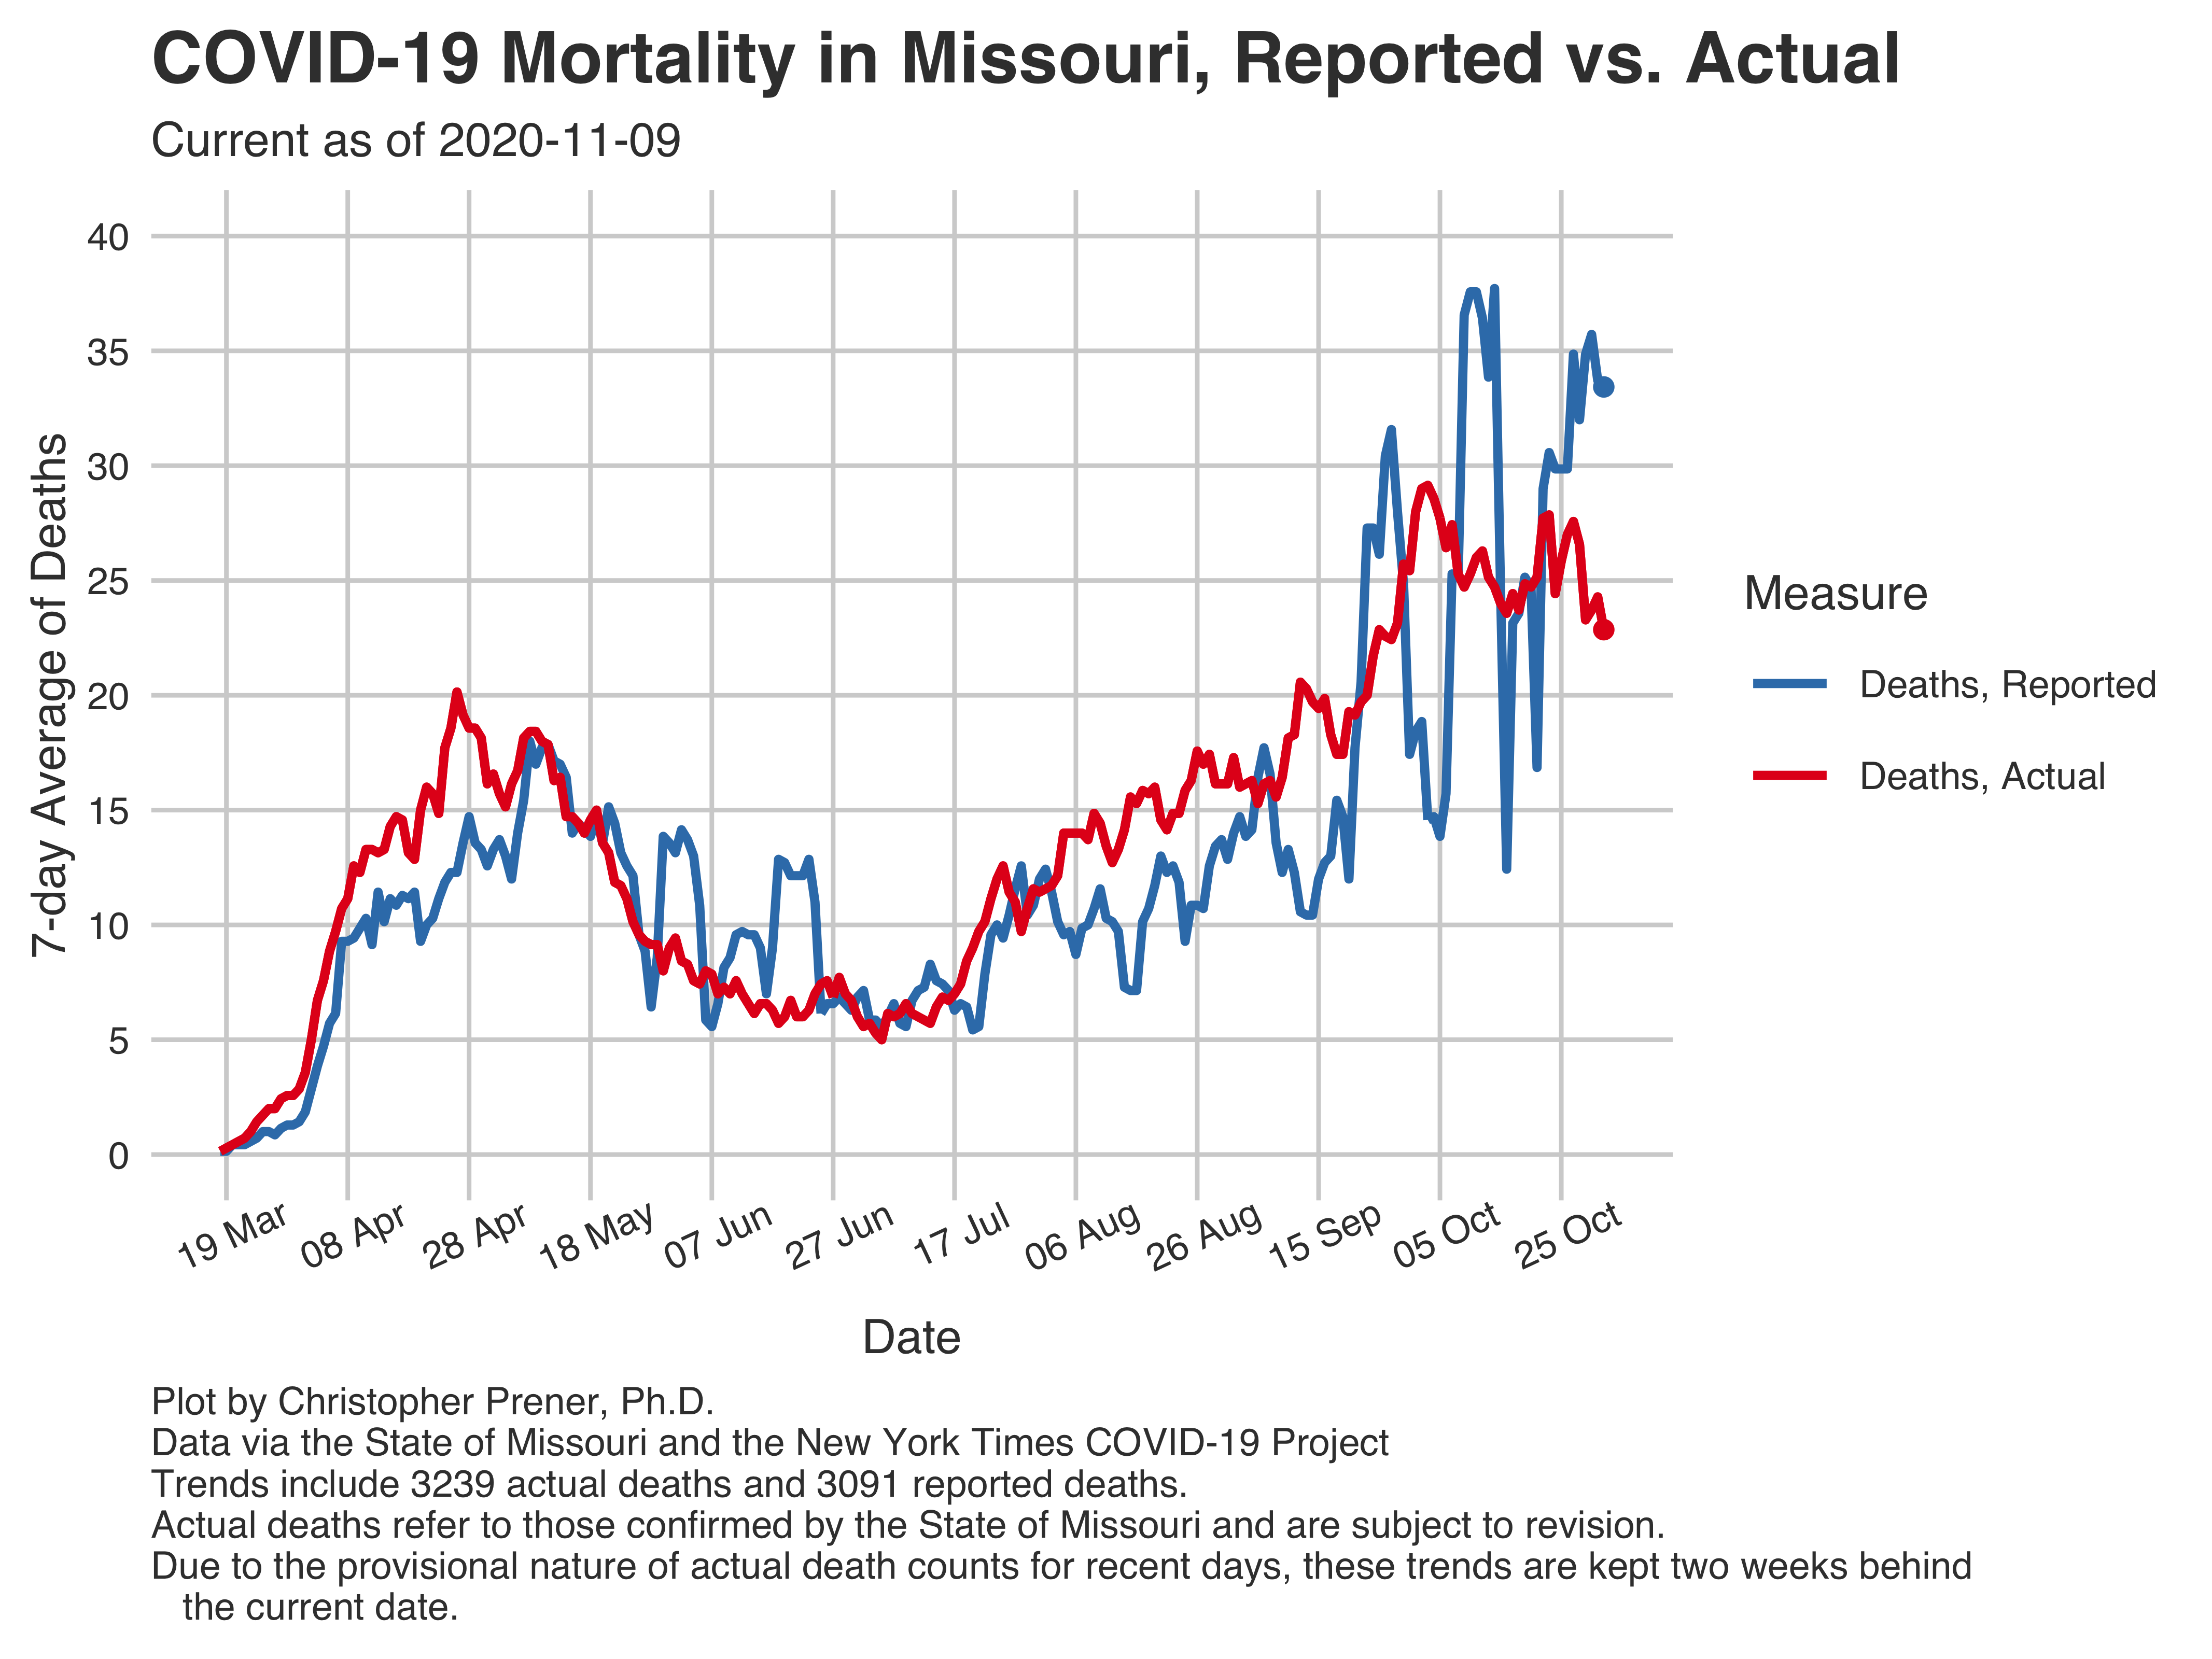 COVID-19 Mortality in Missouri, Reported vs. Actual
Current as of 2020-11-09
7-day Average of Deaths
40
35
30
25
20
15
10
5
0
19 Mar
08 Apr
28 Apr
18 May
07 Jun
27 Jun
17 Jul
06 Aug
26 Aug
15 Sep
05 Oct
25 Oct
Date
Measure
Deaths, Reported
Deaths, Actual
Plot by Christopher Prener, Ph.D.
Data via the State of Missouri and the New York Times COVID-19 Project
Trends include 3239 actual deaths and 3091 reported deaths.
Actual deaths refer to those confirmed by the State of Missouri and are subject to revision.
Due to the provisional nature of actual death counts for recent days, these trends are kept two weeks behind
the current date.